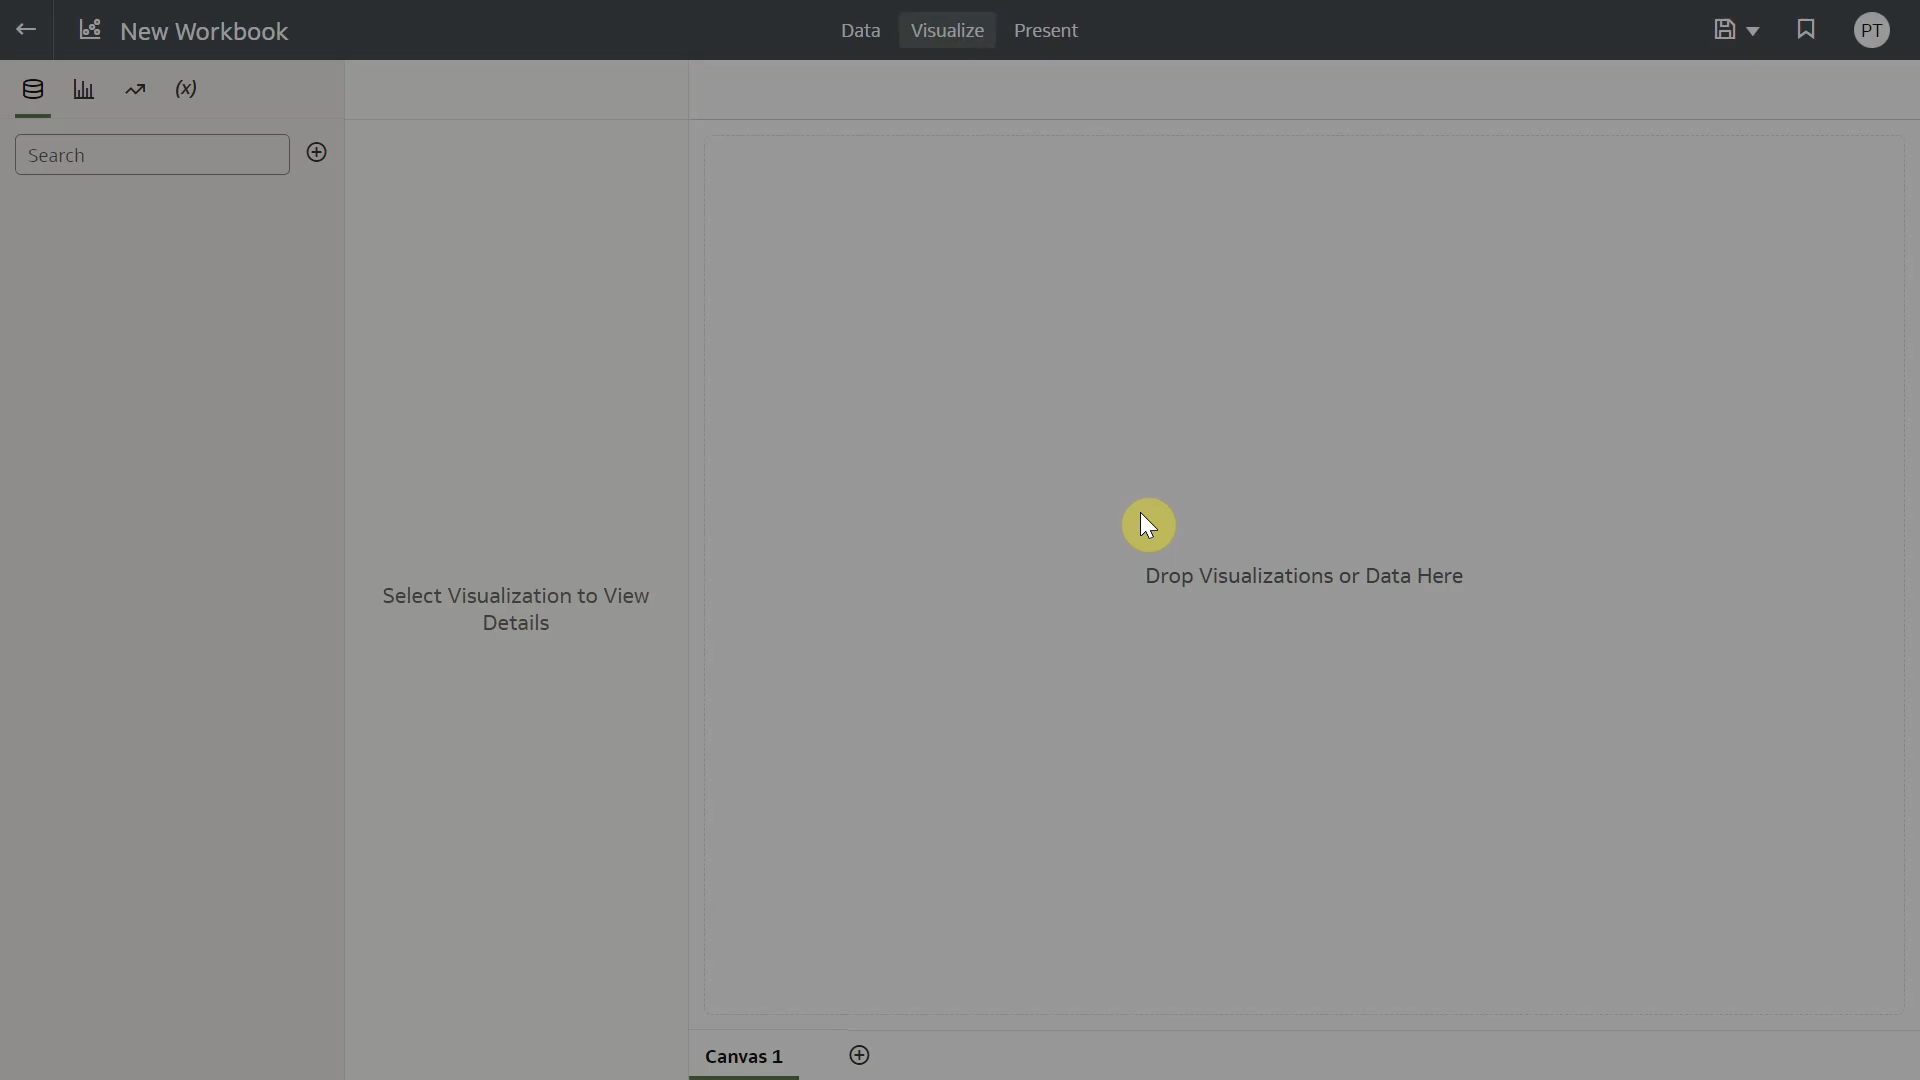 New Workbook
Data
Visualize
Present
PT
(x)
Search
Select Visualization to View
Details
Drop Visualizations or Data Here
Canvas 1